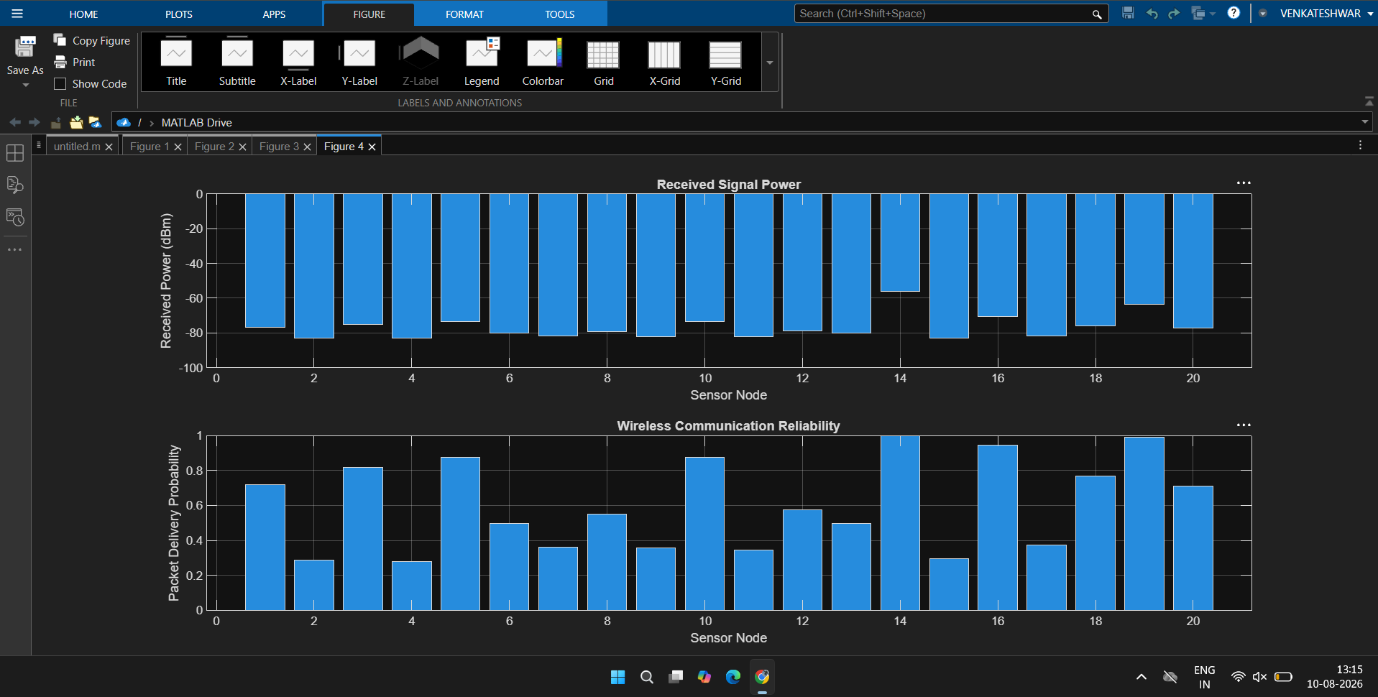 HOME PLOTS APPS FIGURE FORMAT TOOLS Search (Ctrl+Shift+Space) ? VENKATESHWAR
Save As
Copy Figure
Print
Show Code
FILE
Title Subtitle X-Label Y-Label Z-Label Legend Colorbar Grid X-Grid Y-Grid
LABELS AND ANNOTATIONS
/ > MATLAB Drive
untitled.m × Figure 1 × Figure 2 × Figure 3 × Figure 4 ×
Received Signal Power
Received Power (dBm)
0
-20
-40
-60
-80
-100
0 2 4 6 8 10 12 14 16 18 20
Sensor Node
Wireless Communication Reliability
Packet Delivery Probability
1
0.8
0.6
0.4
0.2
0
0 2 4 6 8 10 12 14 16 18 20
Sensor Node
ENG
IN
13:15
10-08-2026